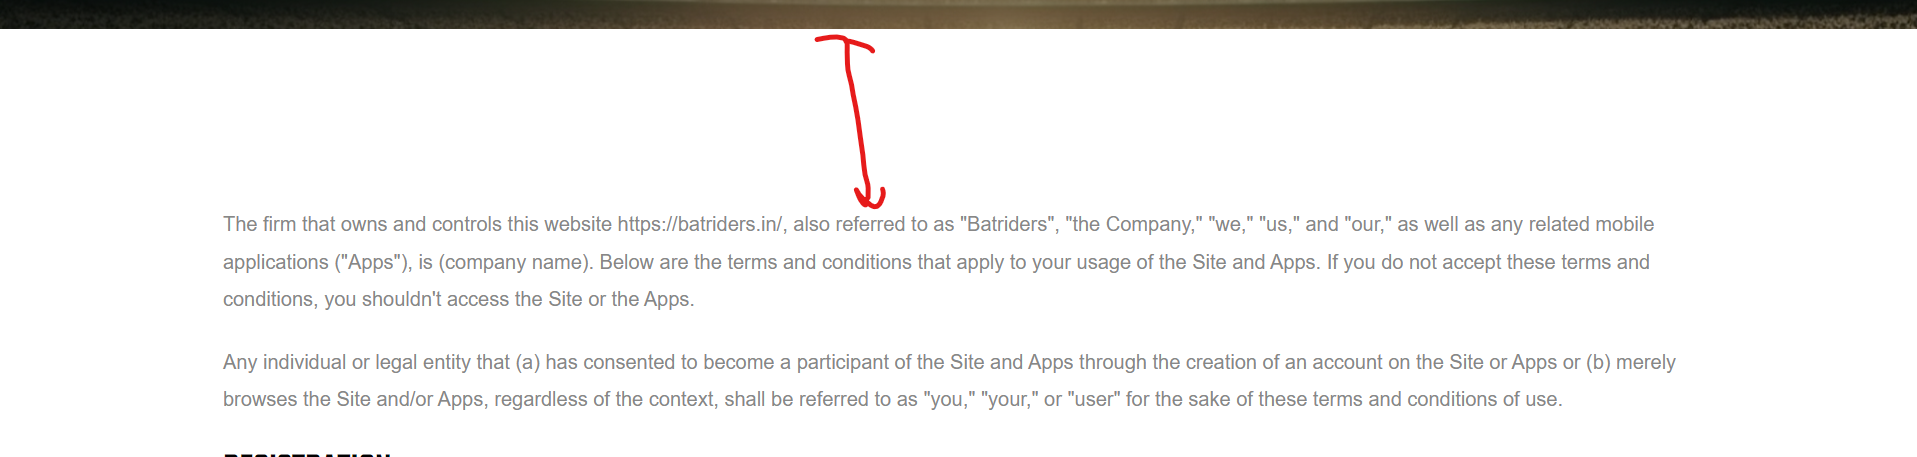 The firm that owns and controls this website https://batriders.in/, also referred to as "Batriders", "the Company," "we," "us," and "our," as well as any related mobile
applications ("Apps"), is (company name). Below are the terms and conditions that apply to your usage of the Site and Apps. If you do not accept these terms and
conditions, you shouldn't access the Site or the Apps.
Any individual or legal entity that (a) has consented to become a participant of the Site and Apps through the creation of an account on the Site or Apps or (b) merely
browses the Site and/or Apps, regardless of the context, shall be referred to as "you," "your," or "user" for the sake of these terms and conditions of use.
REGISTRATION